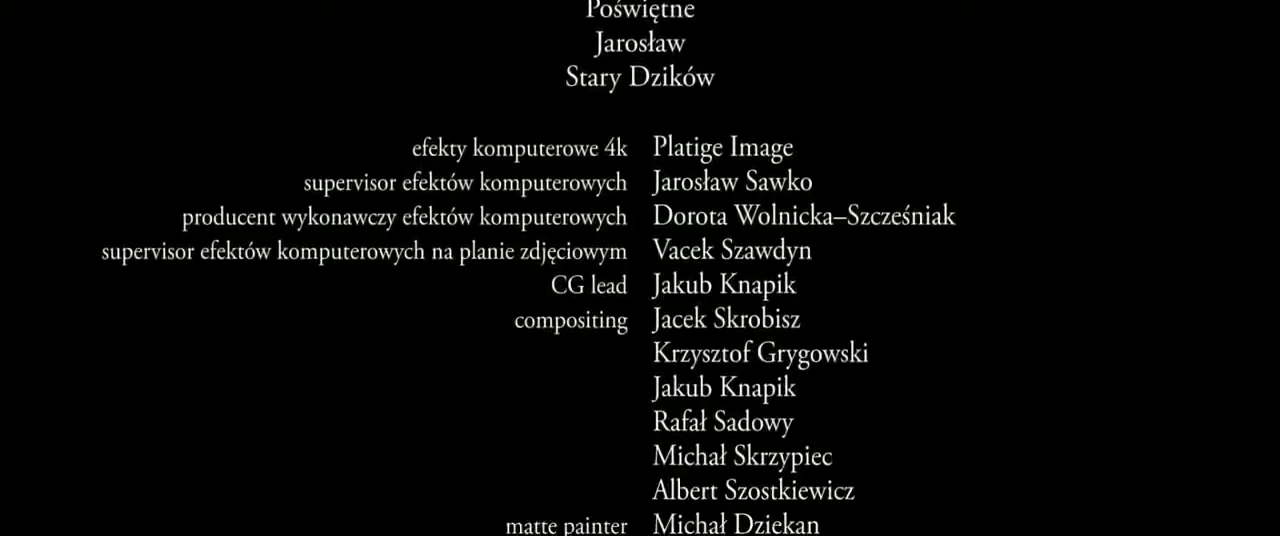 Poświętne
Jarosław
Stary Dzików
efekty komputerowe 4k Platige Image
supervisor efektów komputerowych Jarosław Sawko
producent wykonawczy efektów komputerowych Dorota Wolnicka–Szcześniak
supervisor efektów komputerowych na planie zdjęciowym Vacek Szawdyn
CG lead Jakub Knapik
compositing Jacek Skrobisz
Krzysztof Grygowski
Jakub Knapik
Rafał Sadowy
Michał Skrzypiec
Albert Szostkiewicz
matte painter Michał Dziekan